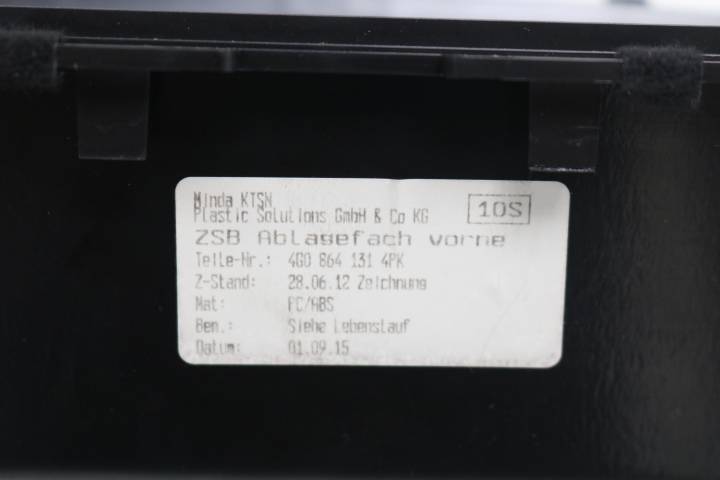 Minda KTSN
Plastic Solutions GmbH & Co KG
10S
ZSB Ablagefach vorne
Teile-Nr.: 4G0 864 131 4PK
Z-Stand: 28.06.12 Zeichnung
Mat: PC/ABS
Bem.: Siehe Lebenslauf
Datum: 01.09.15